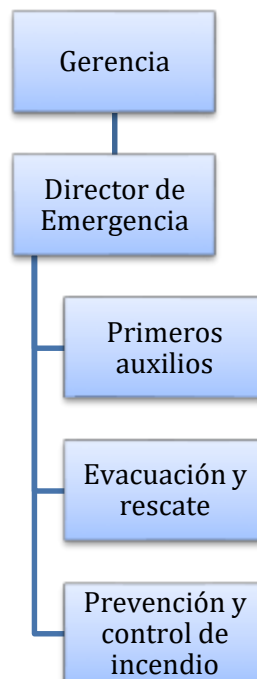 Gerencia
Director de
Emergencia
Primeros
auxilios
Evacuación y
rescate
Prevención y
control de
incendio